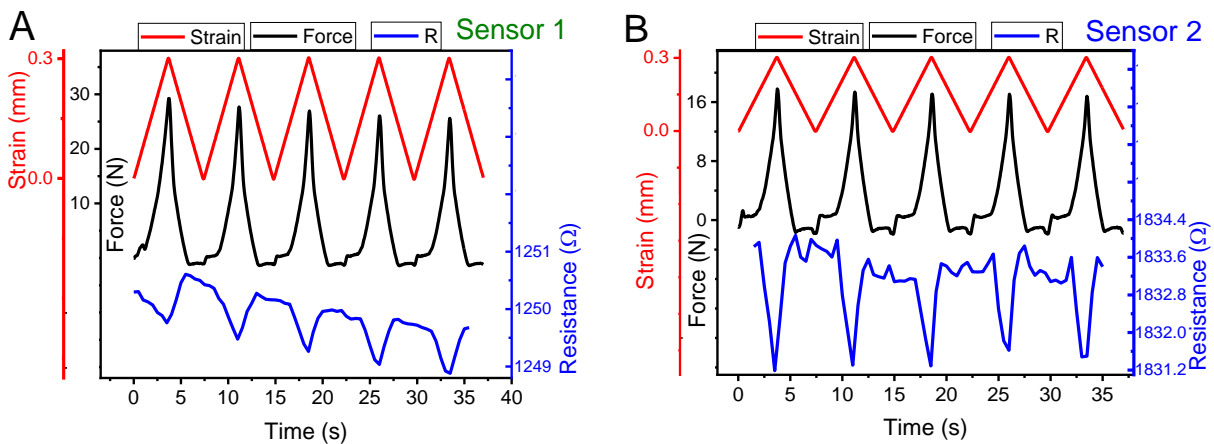 A
Strain
Force
R
Sensor 1
Strain (mm)
0.3
0.0
Force (N)
30
20
10
1251
1250
1249
Resistance (Ω)
0
5
10
15
20
25
30
35
40
Time (s)
B
Strain
Force
R
Sensor 2
Strain (mm)
0.3
0.0
Force (N)
16
8
0
1834.4
1833.6
1832.8
1832.0
1831.2
Resistance (Ω)
0
5
10
15
20
25
30
35
Time (s)